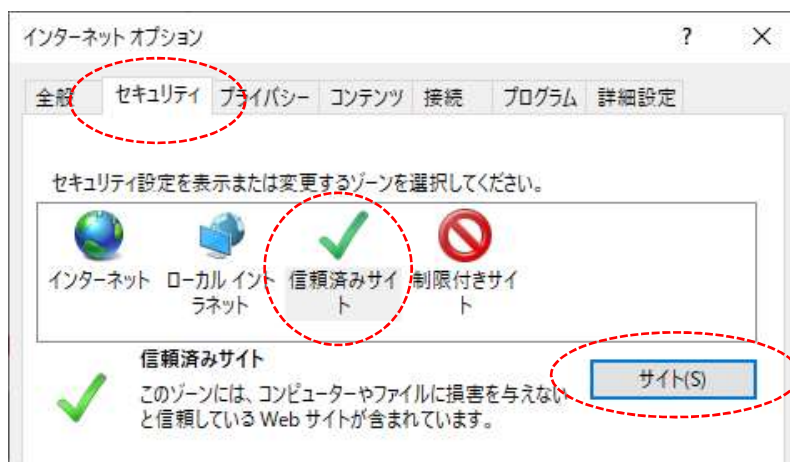 インターネット オプション ? ×
全般 セキュリティ プライバシー コンテンツ 接続 プログラム 詳細設定
セキュリティ設定を表示または変更するゾーンを選択してください。
インターネット ローカル イント 信頼済みサイ 制限付きサイ
ラネット ト ト
信頼済みサイト
サイト(S)
このゾーンには、コンピューターやファイルに損害を与えない
と信頼している Web サイトが含まれています。